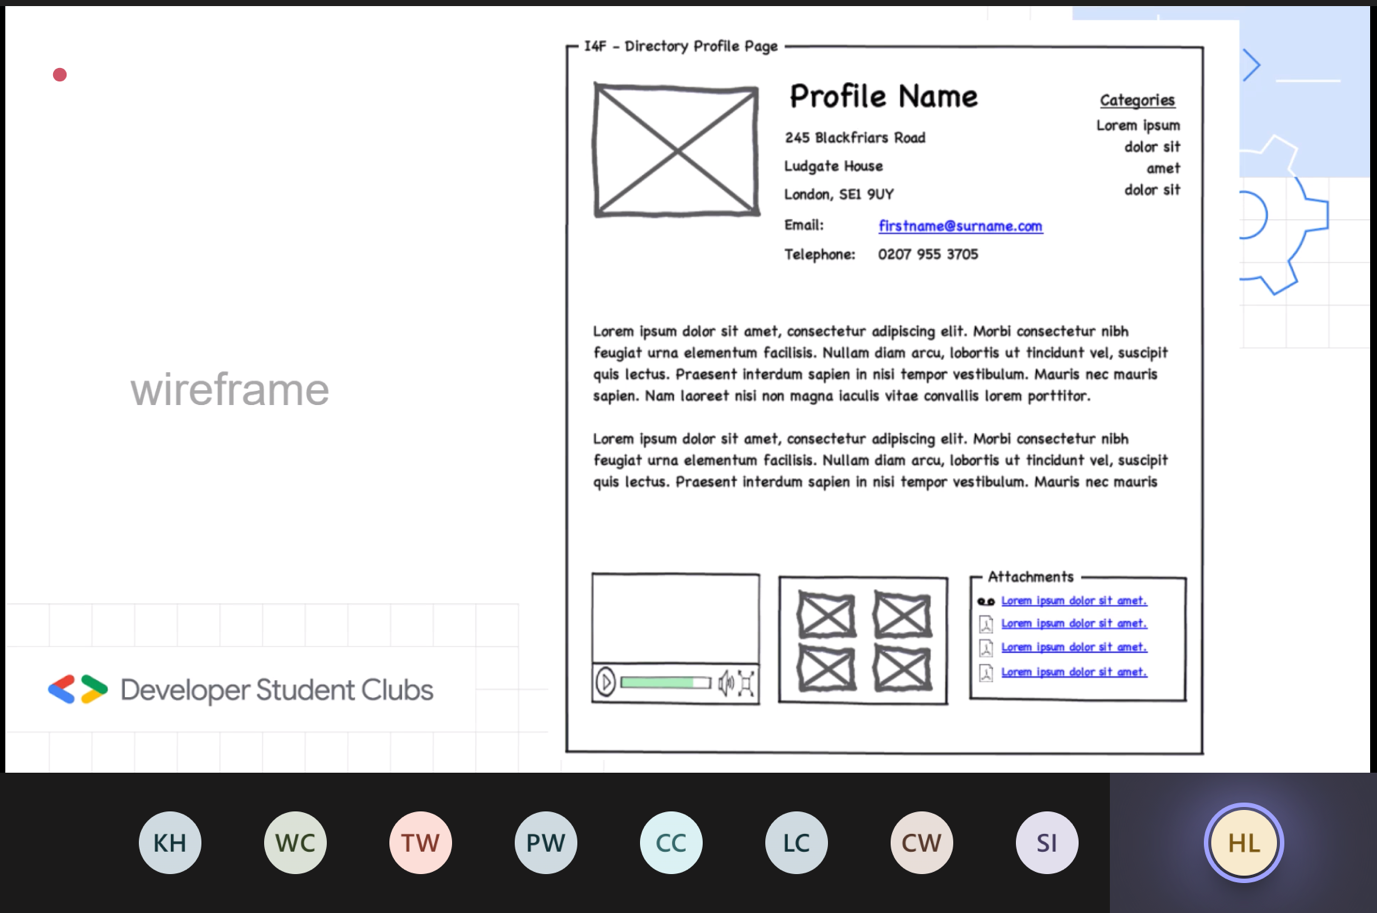 I4F - Directory Profile Page
Profile Name
245 Blackfriars Road
Ludgate House
London, SE1 9UY
Email: firstname@surname.com
Telephone: 0207 955 3705
Categories
Lorem ipsum
dolor sit
amet
dolor sit
wireframe
Lorem ipsum dolor sit amet, consectetur adipiscing elit. Morbi consectetur nibh
feugiat urna elementum facilisis. Nullam diam arcu, lobortis ut tincidunt vel, suscipit
quis lectus. Praesent interdum sapien in nisi tempor vestibulum. Mauris nec mauris
sapien. Nam laoreet nisi non magna iaculis vitae convallis lorem porttitor.
Lorem ipsum dolor sit amet, consectetur adipiscing elit. Morbi consectetur nibh
feugiat urna elementum facilisis. Nullam diam arcu, lobortis ut tincidunt vel, suscipit
quis lectus. Praesent interdum sapien in nisi tempor vestibulum. Mauris nec mauris
Attachments
Lorem ipsum dolor sit amet.
Lorem ipsum dolor sit amet.
Lorem ipsum dolor sit amet.
Lorem ipsum dolor sit amet.
Developer Student Clubs
KH WC TW PW CC LC CW SI HL